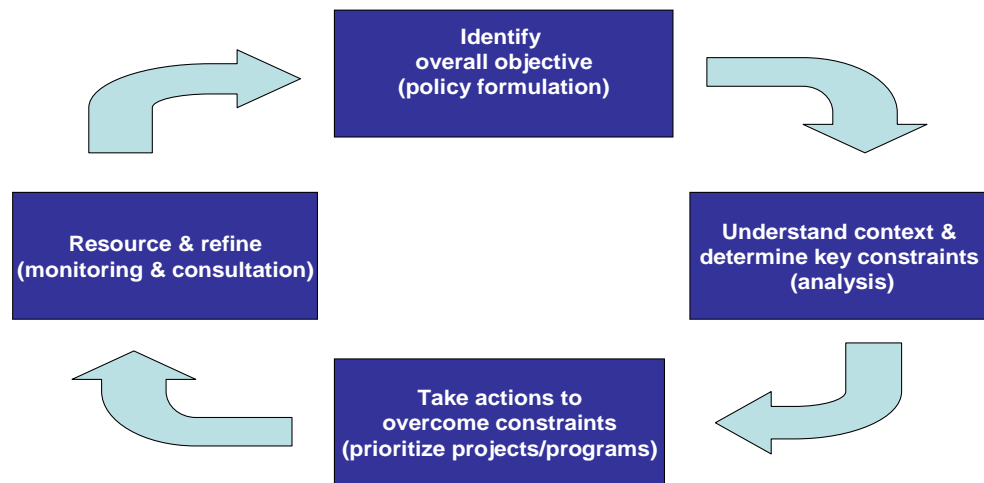 Identify
overall objective
(policy formulation)
Resource & refine
(monitoring & consultation)
Understand context &
determine key constraints
(analysis)
Take actions to
overcome constraints
(prioritize projects/programs)